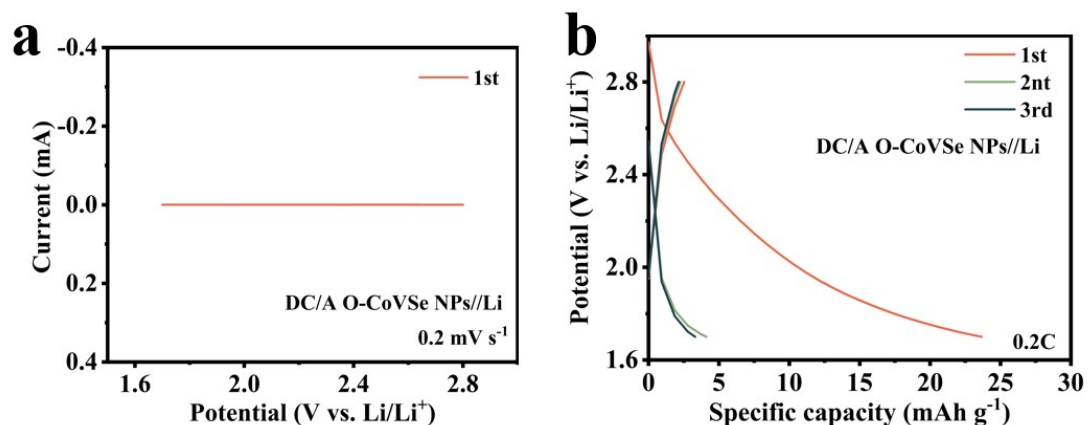 a
-0.4
-0.2
0.0
0.2
0.4
Current (mA)
1st
DC/A O-CoVSe NPs//Li
0.2 mV s⁻¹
1.6 2.0 2.4 2.8
Potential (V vs. Li/Li⁺)
b
2.8
2.4
2.0
1.6
Potential (V vs. Li/Li⁺)
1st
2nt
3rd
DC/A O-CoVSe NPs//Li
0.2C
0 5 10 15 20 25 30
Specific capacity (mAh g⁻¹)